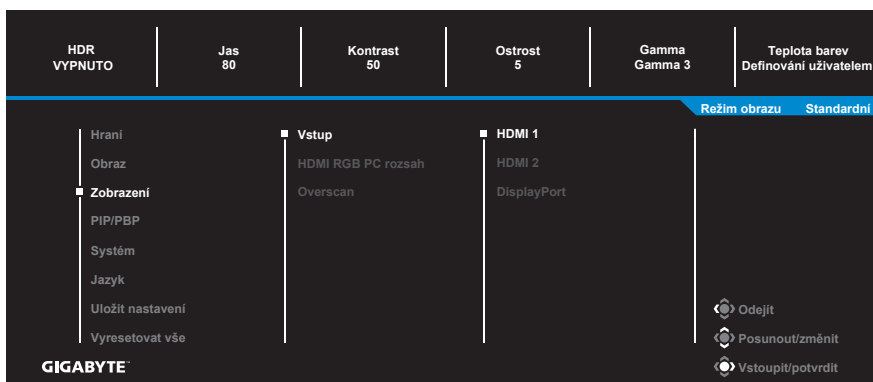 HDR
VYPNUTO
Jas
80
Kontrast
50
Ostrost
5
Gamma
Gamma 3
Teplota barev
Definování uživatelem
Režim obrazu Standardní
Hraní
Obraz
Zobrazení
PIP/PBP
Systém
Jazyk
Uložit nastavení
Vyresetovat vše
Vstup
HDMI RGB PC rozsah
Overscan
HDMI 1
HDMI 2
DisplayPort
Odejít
Posunout/změnit
Vstoupit/potvrdit
GIGABYTE™